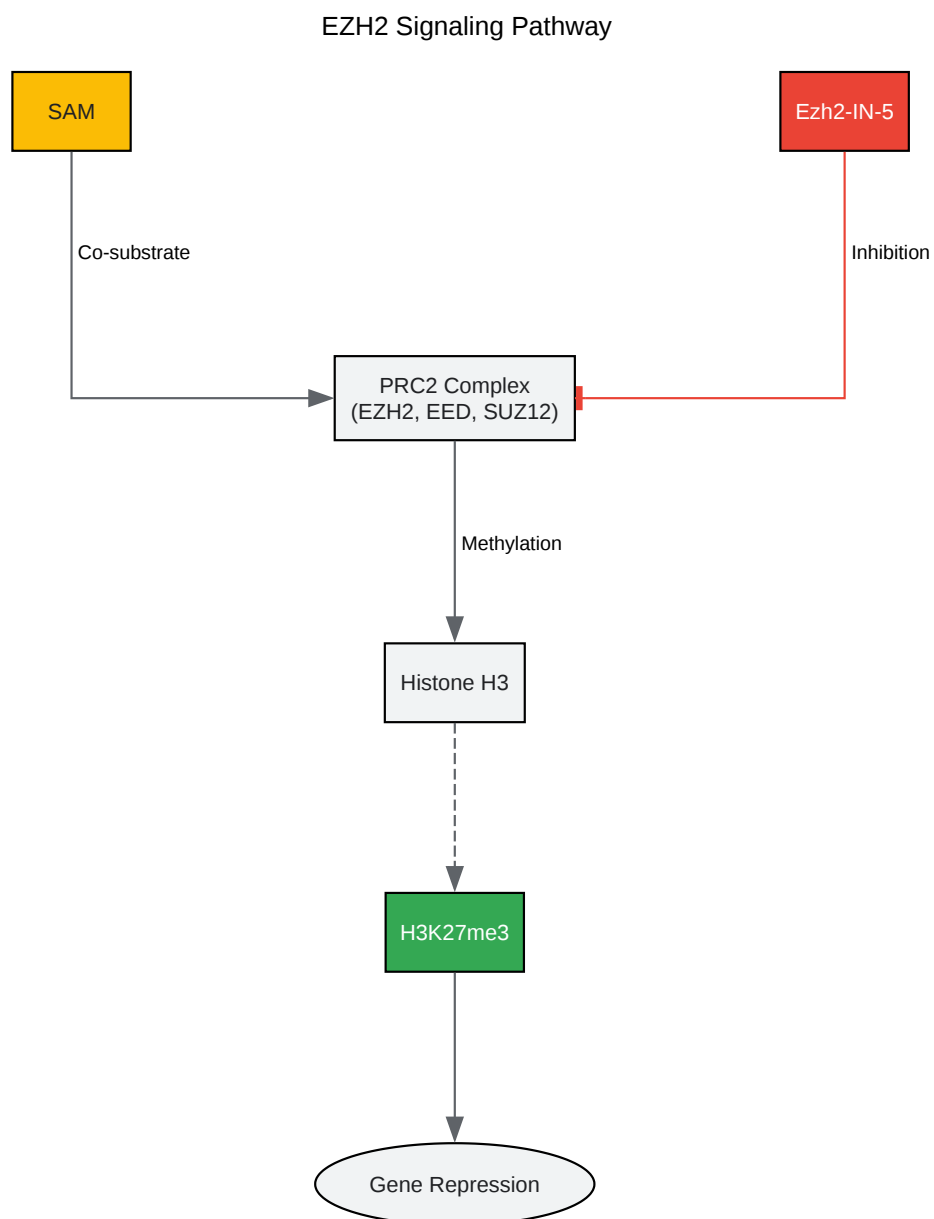 EZH2 Signaling Pathway
SAM
Ezh2-IN-5
Co-substrate
Inhibition
PRC2 Complex
(EZH2, EED, SUZ12)
Methylation
Histone H3
H3K27me3
Gene Repression